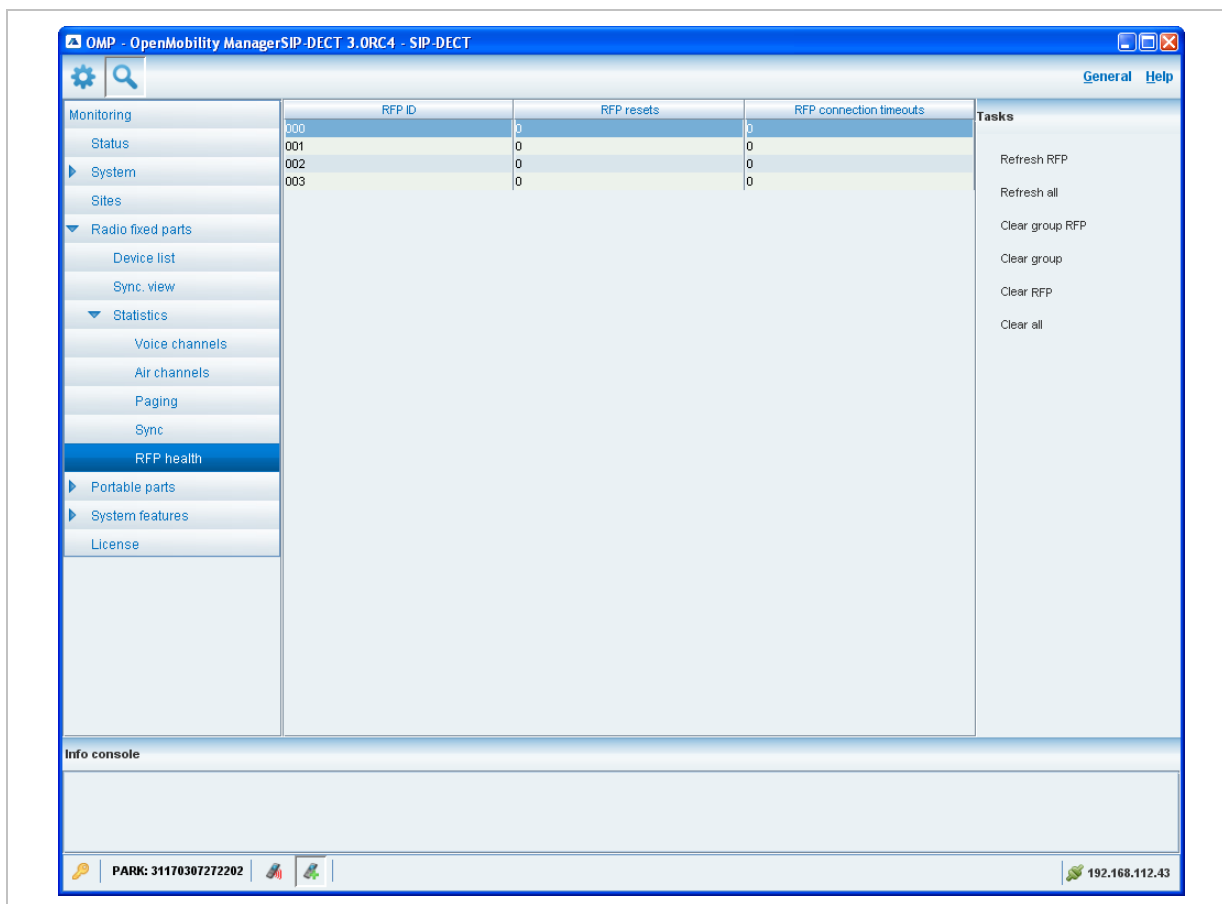 OMP - OpenMobility ManagerSIP-DECT 3.0RC4 - SIP-DECT
General Help
Monitoring
Status
System
Sites
Radio fixed parts
Device list
Sync. view
Statistics
Voice channels
Air channels
Paging
Sync
RFP health
Portable parts
System features
License
RFP ID RFP resets RFP connection timeouts
000 0 0
001 0 0
002 0 0
003 0 0
Tasks
Refresh RFP
Refresh all
Clear group RFP
Clear group
Clear RFP
Clear all
Info console
PARK: 31170307272202
192.168.112.43